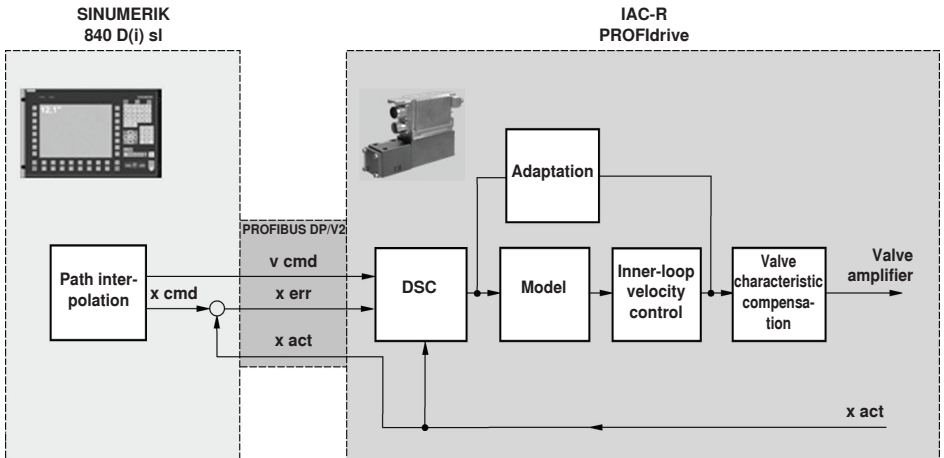 SINUMERIK
840 D(i) sl
IAC-R
PROFIdrive
12.1"
Adaptation
PROFIBUS DP/V2
Path inter-
polation
v cmd
x cmd
x err
x act
DSC
Model
Inner-loop
velocity
control
Valve
characteristic
compensa-
tion
Valve
amplifier
x act